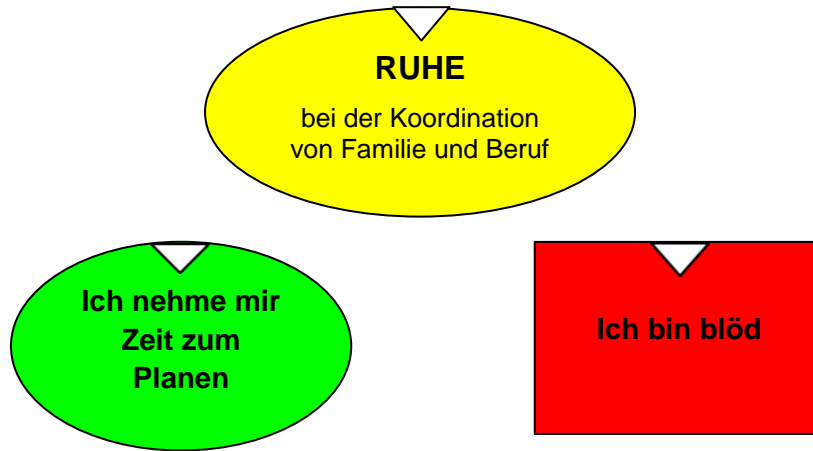 RUHE
bei der Koordination
von Familie und Beruf
Ich nehme mir
Zeit zum
Planen
Ich bin blöd